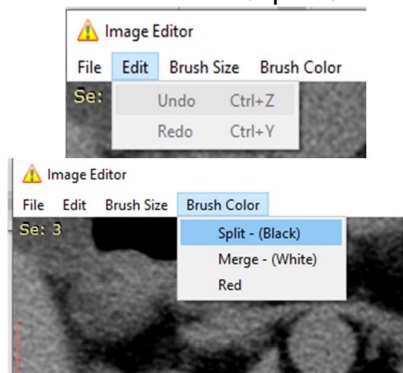 Image Editor
File Edit Brush Size Brush Color
Se:
Undo Ctrl+Z
Redo Ctrl+Y
Image Editor
File Edit Brush Size Brush Color
Se: 3
Split - (Black)
Merge - (White)
Red